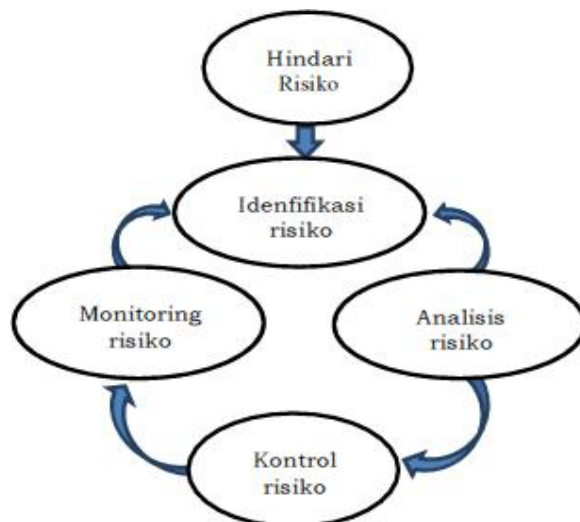 Hindari
Risiko
Idenfifikasi
risiko
Monitoring
risiko
Analisis
risiko
Kontrol
risiko